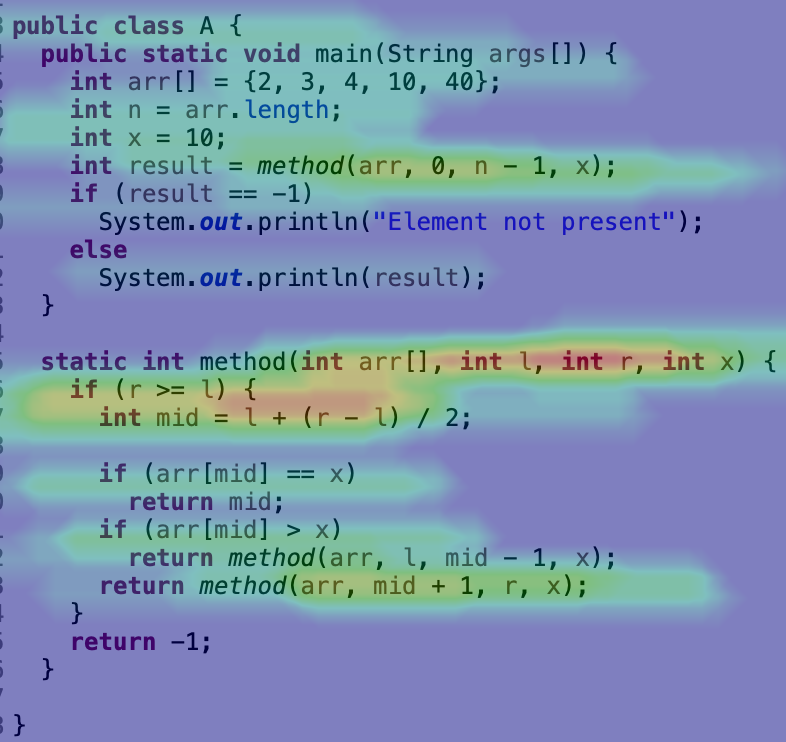 public class A {
  public static void main(String args[]) {
    int arr[] = {2, 3, 4, 10, 40};
    int n = arr.length;
    int x = 10;
    int result = method(arr, 0, n - 1, x);
    if (result == -1)
      System.out.println("Element not present");
    else
      System.out.println(result);
  }

  static int method(int arr[], int l, int r, int x) {
    if (r >= l) {
      int mid = l + (r - l) / 2;

      if (arr[mid] == x)
        return mid;
      if (arr[mid] > x)
        return method(arr, l, mid - 1, x);
      return method(arr, mid + 1, r, x);
    }
    return -1;
  }

}